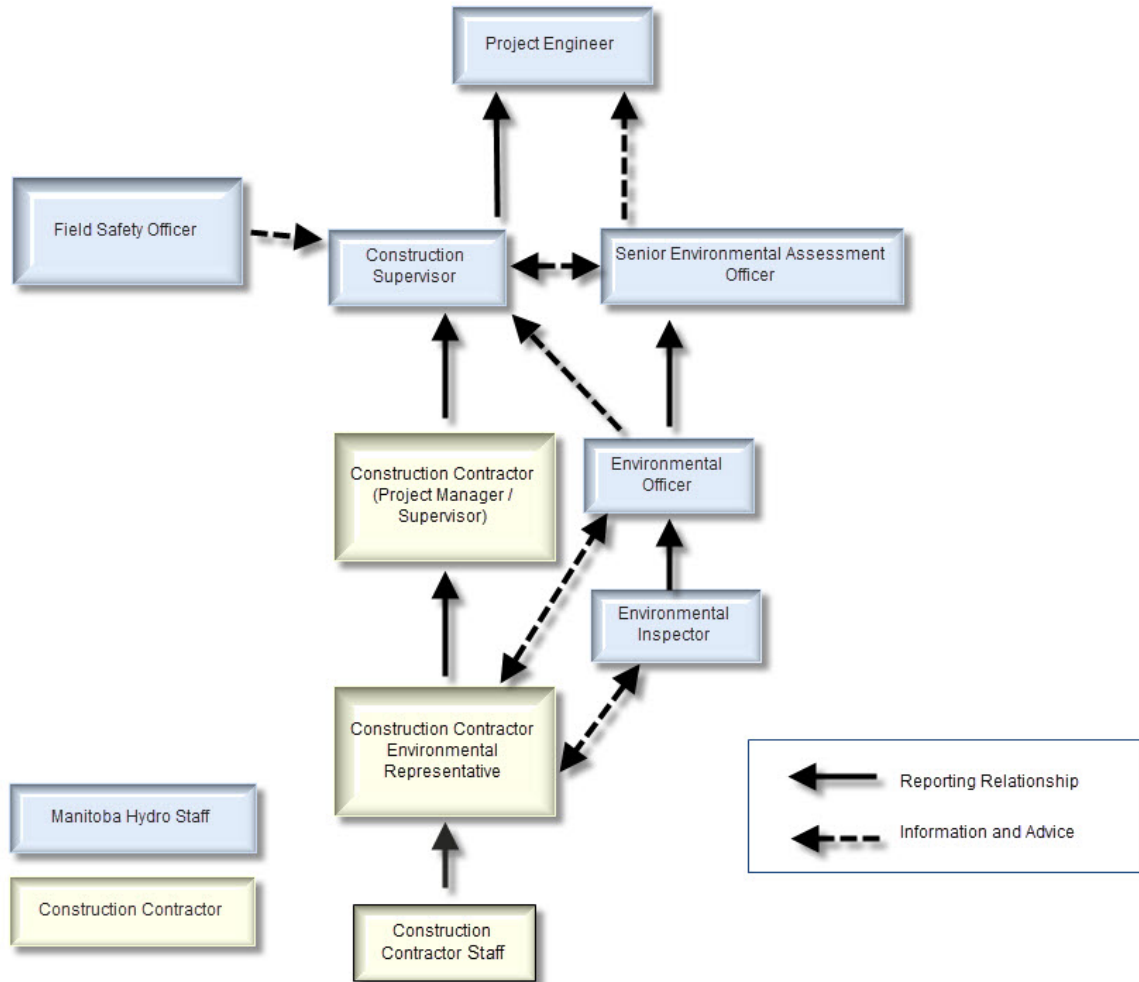 Project Engineer
Field Safety Officer
Construction
Supervisor
Senior Environmental Assessment
Officer
Construction Contractor
(Project Manager /
Supervisor)
Environmental
Officer
Environmental
Inspector
Construction Contractor
Environmental
Representative
Construction
Contractor Staff
Manitoba Hydro Staff
Construction Contractor
Reporting Relationship
Information and Advice